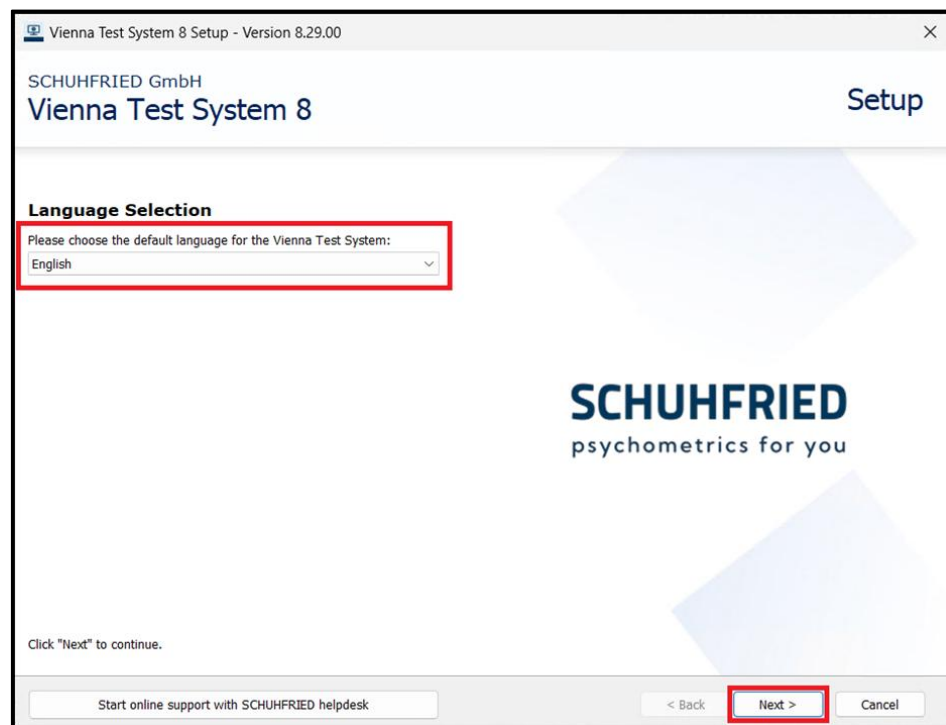 Vienna Test System 8 Setup - Version 8.29.00
SCHUHFRIED GmbH
Vienna Test System 8
Setup
Language Selection
Please choose the default language for the Vienna Test System:
English
SCHUHFRIED
psychometrics for you
Click "Next" to continue.
Start online support with SCHUHFRIED helpdesk
< Back
Next >
Cancel